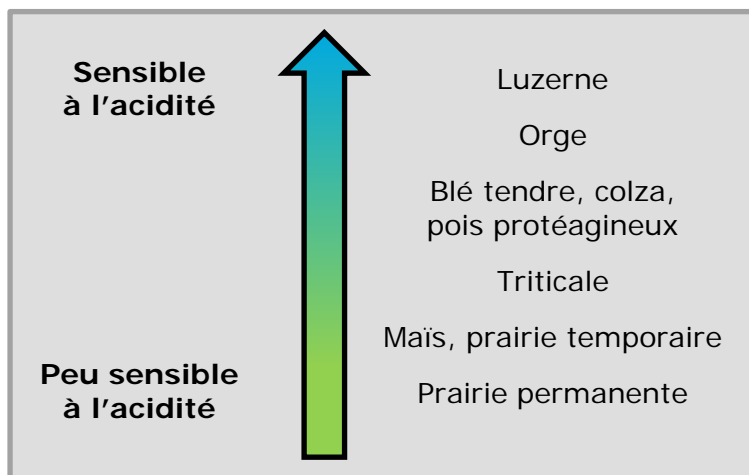 Sensible
à l'acidité
Luzerne
Orge
Blé tendre, colza,
pois protéagineux
Triticale
Maïs, prairie temporaire
Peu sensible
à l'acidité
Prairie permanente